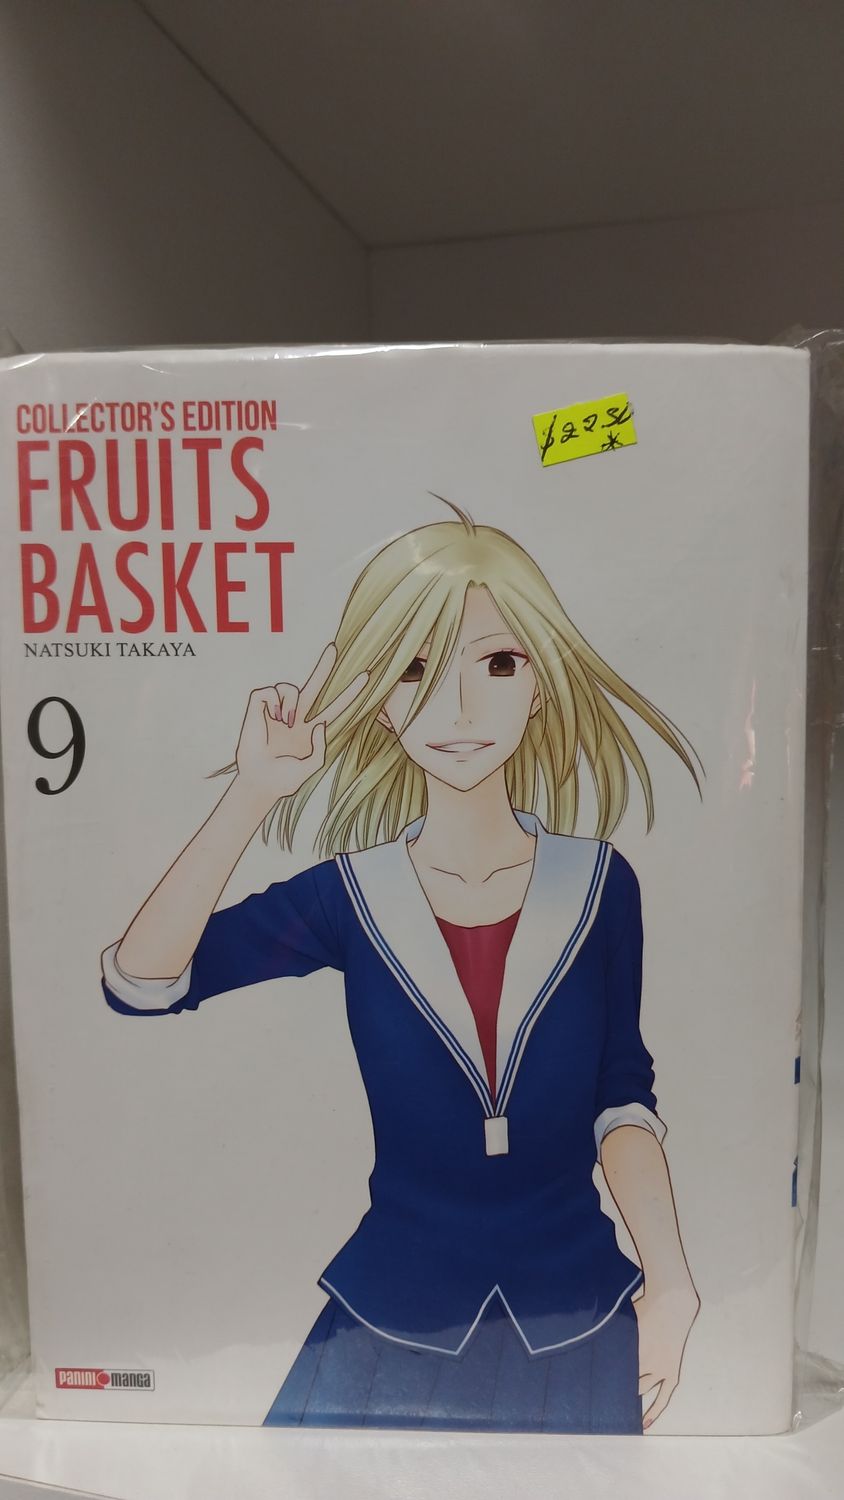 COLLECTOR'S EDITION
FRUITS
BASKET
NATSUKI TAKAYA
9
PANINI manga